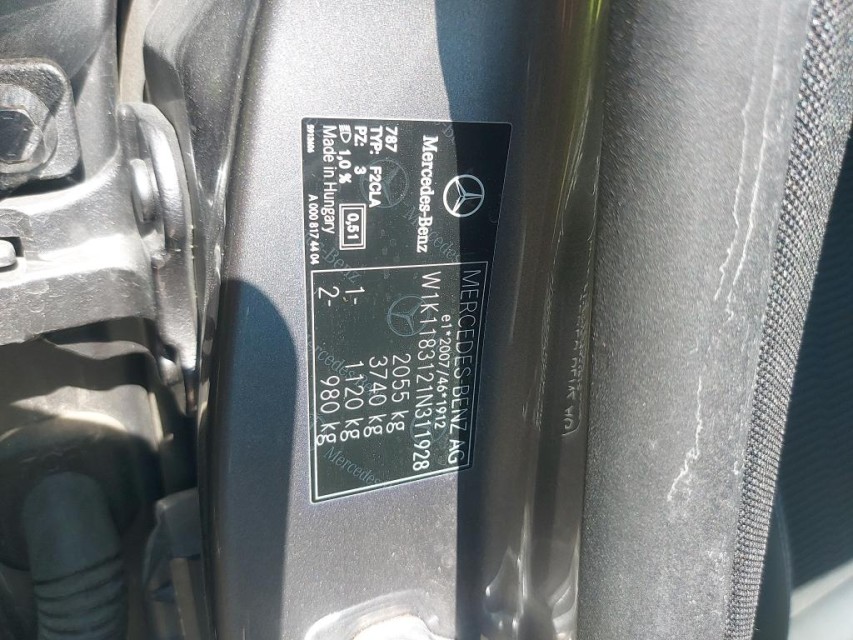 Mercedes-Benz
787
TYP: F2CLA
PZ: 3
1,0 %
0,51
Made in Hungary
A 000 817 44 04
MERCEDES-BENZ AG
e1*2007/46*1912
W1K1183121N311928
2055 kg
3740 kg
1- 1120 kg
2- 980 kg